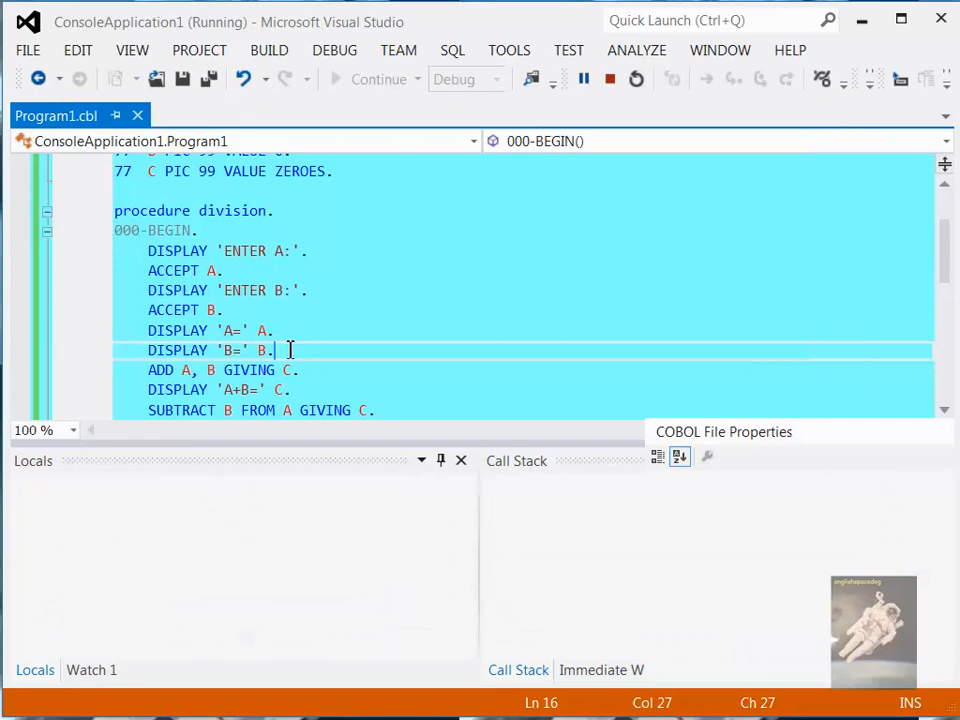 ConsoleApplication1 (Running) - Microsoft Visual Studio
Quick Launch (Ctrl+Q)
FILE EDIT VIEW PROJECT BUILD DEBUG TEAM SQL TOOLS TEST ANALYZE WINDOW HELP
Continue Debug
Program1.cbl
ConsoleApplication1.Program1 000-BEGIN()
77 C PIC 99 VALUE ZEROES.
procedure division.
000-BEGIN.
DISPLAY 'ENTER A:'.
ACCEPT A.
DISPLAY 'ENTER B:'.
ACCEPT B.
DISPLAY 'A=' A.
DISPLAY 'B=' B.
ADD A, B GIVING C.
DISPLAY 'A+B=' C.
SUBTRACT B FROM A GIVING C.
100 %
COBOL File Properties
Locals Call Stack
englishspacedog
Locals Watch 1 Call Stack Immediate W
Ln 16 Col 27 Ch 27 INS